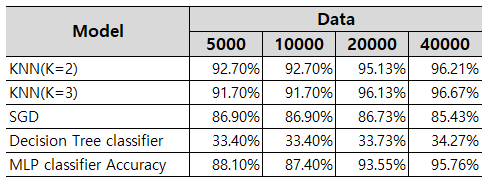 Model Data
5000 10000 20000 40000
KNN(K=2) 92.70% 92.70% 95.13% 96.21%
KNN(K=3) 91.70% 91.70% 96.13% 96.67%
SGD 86.90% 86.90% 86.73% 85.43%
Decision Tree classifier 33.40% 33.40% 33.73% 34.27%
MLP classifier Accuracy 88.10% 87.40% 93.55% 95.76%